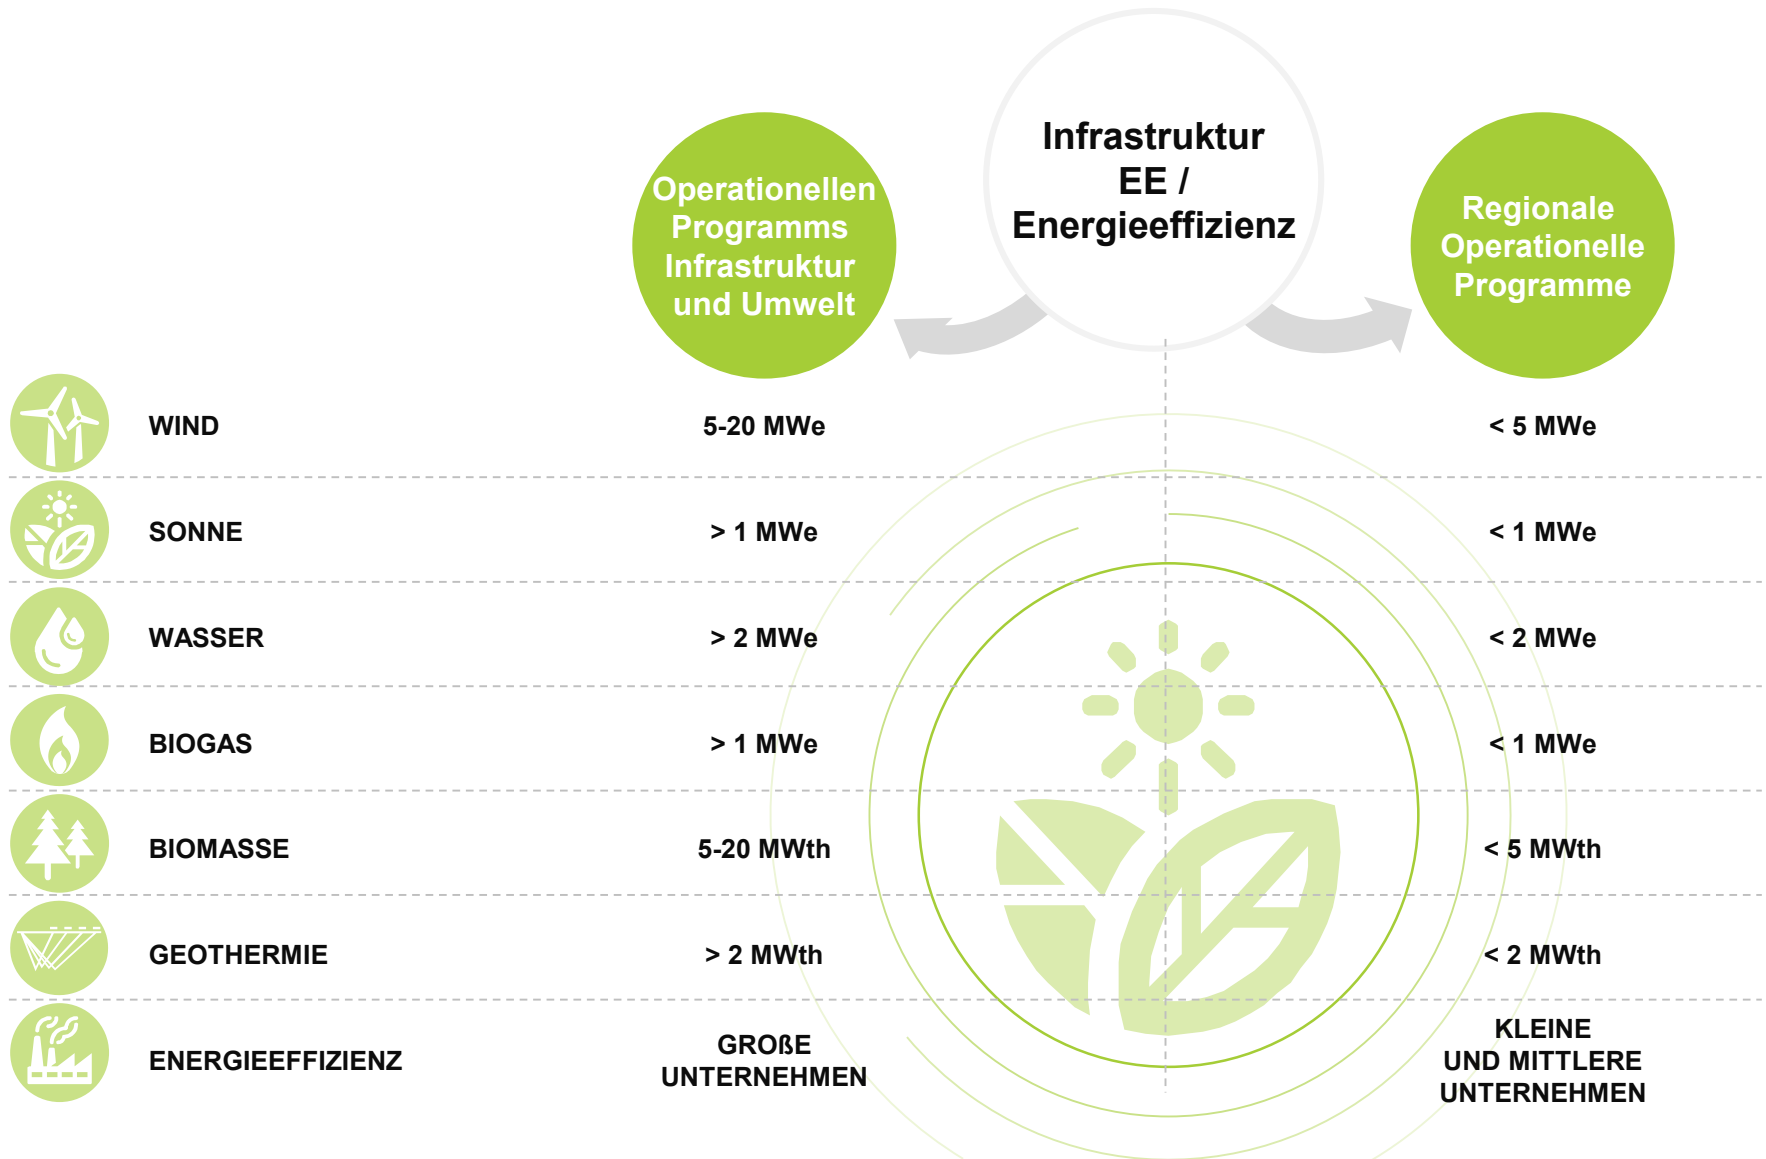 Infrastruktur
EE /
Energieeffizienz
Operationellen
Programms
Infrastruktur
und Umwelt
Regionale
Operationelle
Programme
WIND
5-20 MWe
< 5 MWe
SONNE
> 1 MWe
< 1 MWe
WASSER
> 2 MWe
< 2 MWe
BIOGAS
> 1 MWe
< 1 MWe
BIOMASSE
5-20 MWth
< 5 MWth
GEOTHERMIE
> 2 MWth
< 2 MWth
ENERGIEEFFIZIENZ
GROßE
UNTERNEHMEN
KLEINE
UND MITTLERE
UNTERNEHMEN